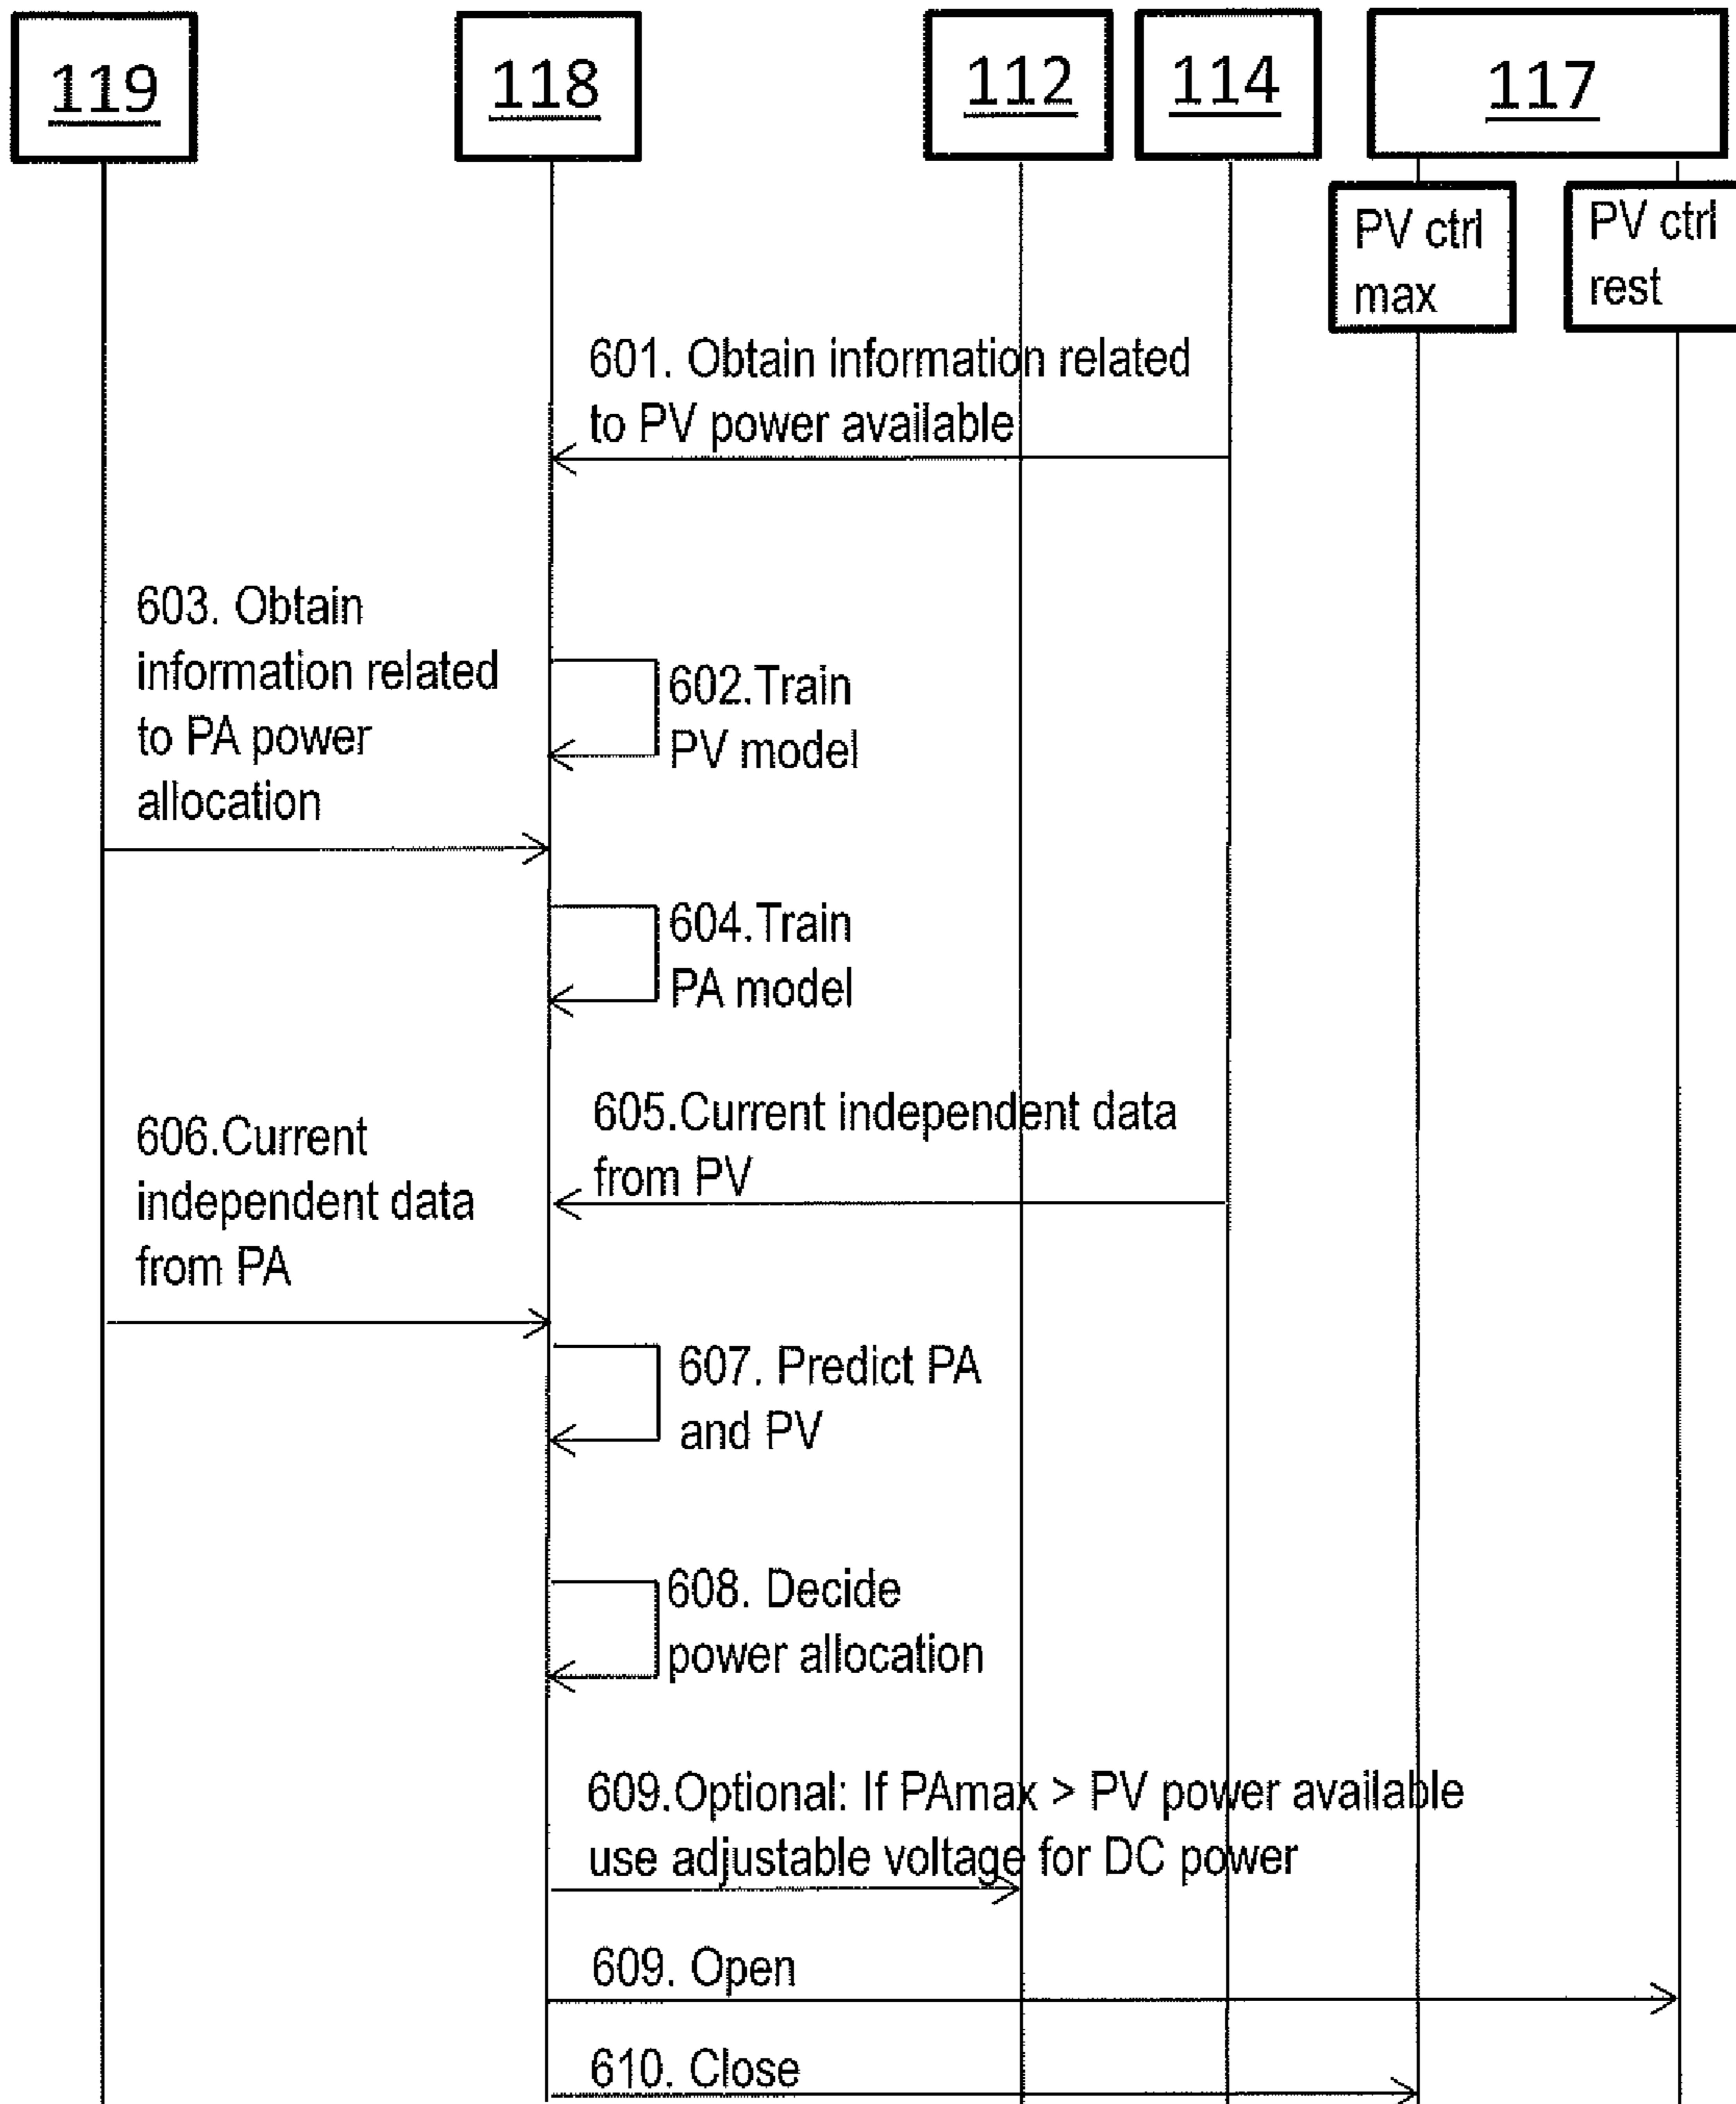 119
118
112
114
117
PV ctrl
max
PV ctrl
rest
601. Obtain information related
to PV power available
603. Obtain
information related
to PA power
allocation
602.Train
PV model
604.Train
PA model
605.Current independent data
from PV
606.Current
independent data
from PA
607. Predict PA
and PV
608. Decide
power allocation
609.Optional: If PAmax > PV power available
use adjustable voltage for DC power
609. Open
610. Close